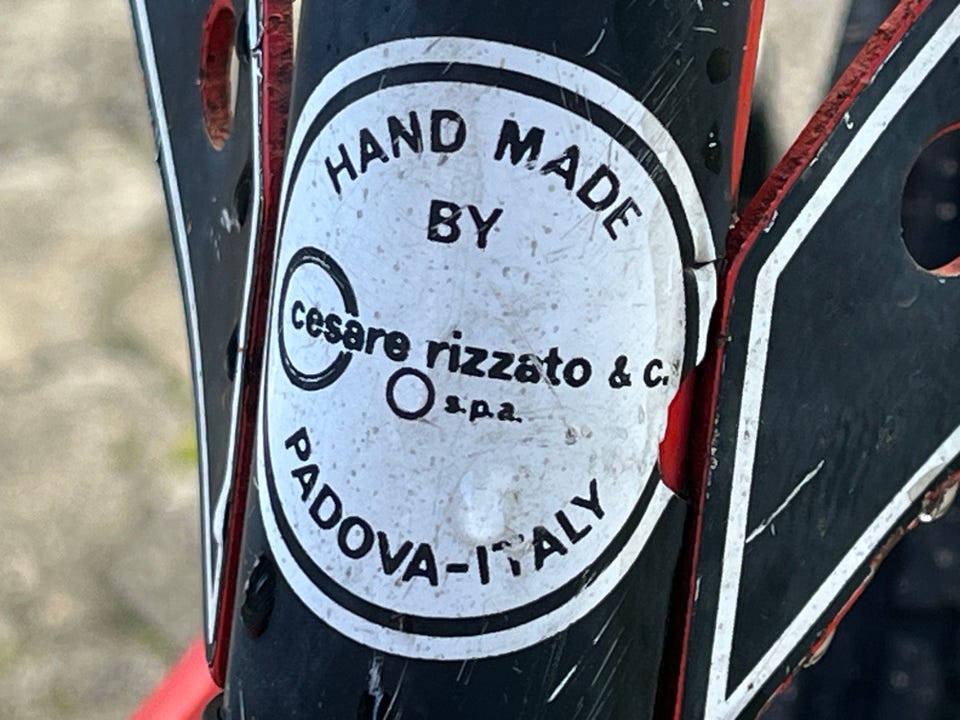 HAND MADE
BY
cesare rizzato & c.
s.p.a.
PADOVA-ITALY